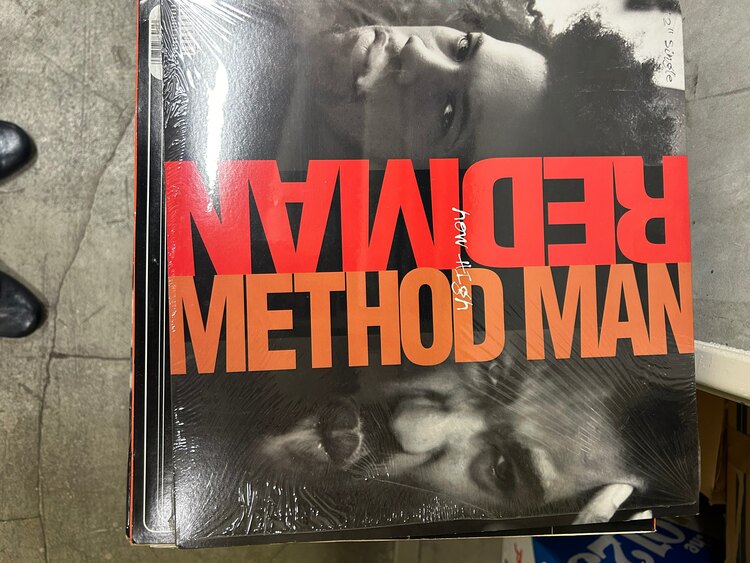 12" Single
REDMAN
how High
METHOD MAN